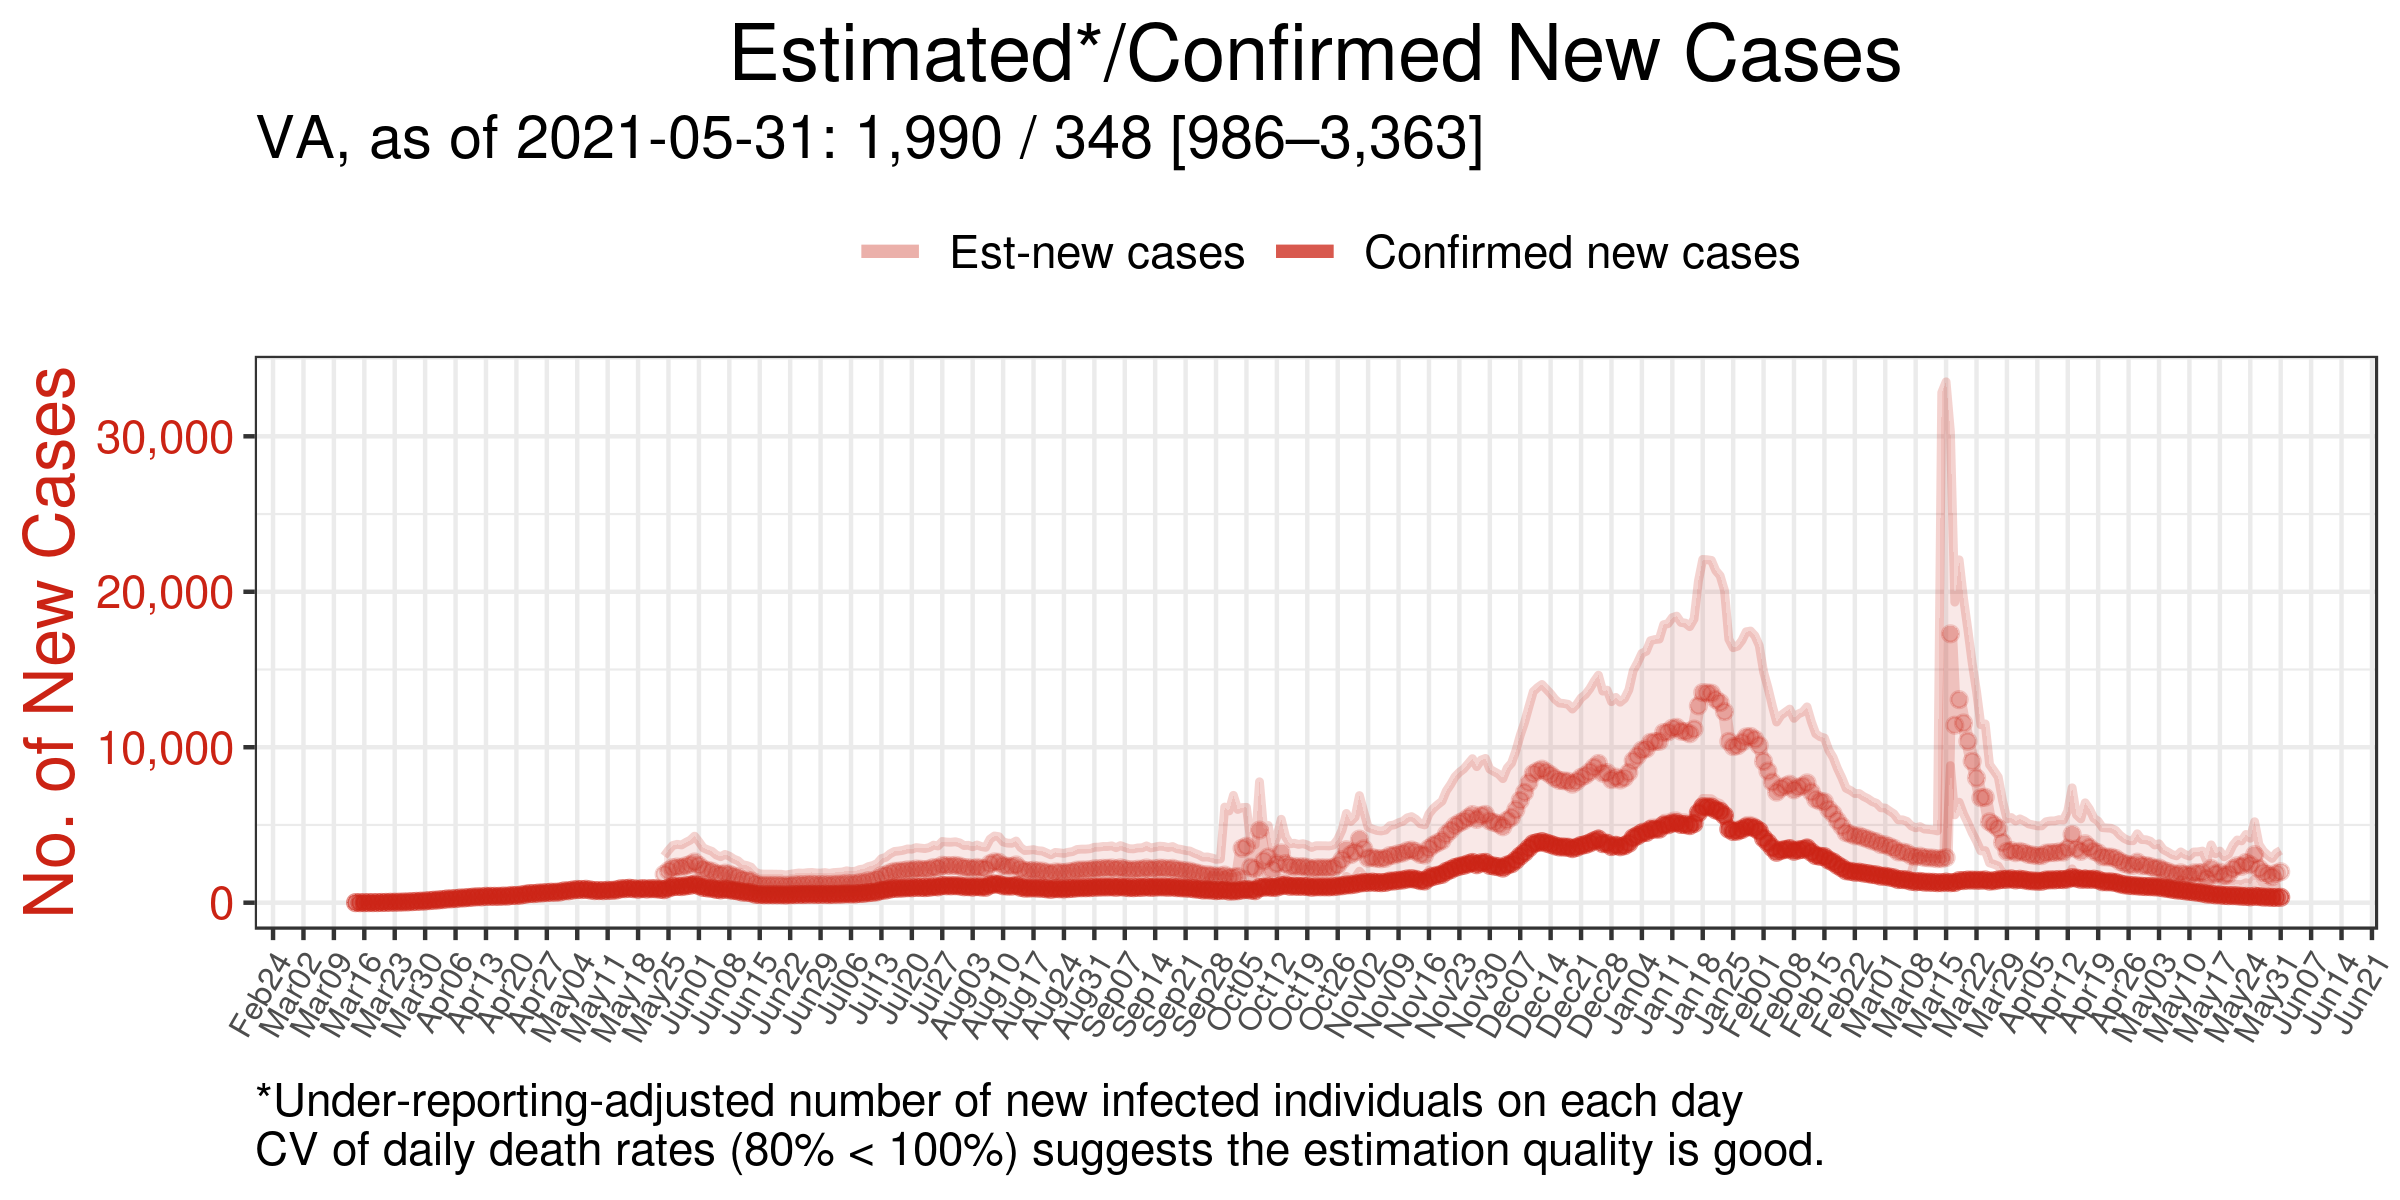 Estimated*/Confirmed New Cases
VA, as of 2021-05-31: 1,990 / 348 [986–3,363]
Est-new cases
Confirmed new cases
No. of New Cases
30,000
20,000
10,000
0
Feb24
Mar02
Mar09
Mar16
Mar23
Mar30
Apr06
Apr13
Apr20
Apr27
May04
May11
May18
May25
Jun01
Jun08
Jun15
Jun22
Jun29
Jul06
Jul13
Jul20
Jul27
Aug03
Aug10
Aug17
Aug24
Aug31
Sep07
Sep14
Sep21
Sep28
Oct05
Oct12
Oct19
Oct26
Nov02
Nov09
Nov16
Nov23
Nov30
Dec07
Dec14
Dec21
Dec28
Jan04
Jan11
Jan18
Jan25
Feb01
Feb08
Feb15
Feb22
Mar01
Mar08
Mar15
Mar22
Mar29
Apr05
Apr12
Apr19
Apr26
May03
May10
May17
May24
May31
Jun07
Jun14
Jun21
*Under-reporting-adjusted number of new infected individuals on each day
CV of daily death rates (80% < 100%) suggests the estimation quality is good.